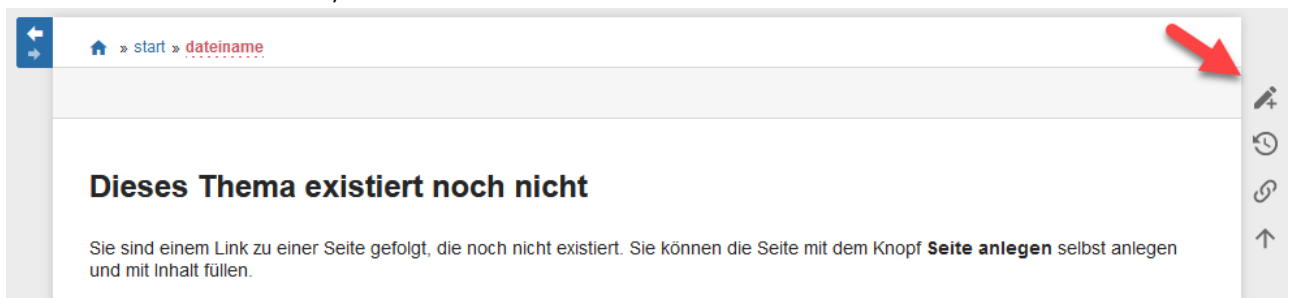 » start » dateiname
Dieses Thema existiert noch nicht
Sie sind einem Link zu einer Seite gefolgt, die noch nicht existiert. Sie können die Seite mit dem Knopf Seite anlegen selbst anlegen
und mit Inhalt füllen.